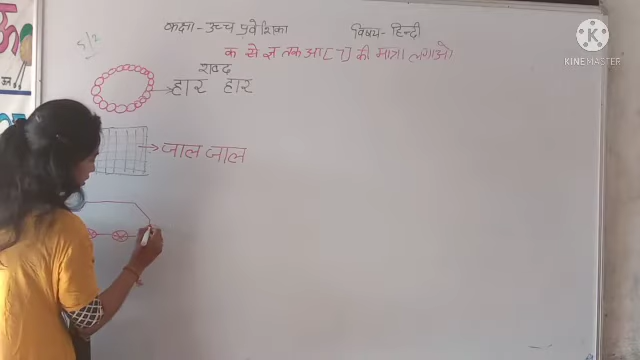 कक्षा - उच्च प्रवेशिका विषय - हिन्दी
क से ज्ञ तक आ [ा] की मात्रा लगाओ
शब्द
हार हार
जाल जाल
KINEMASTER